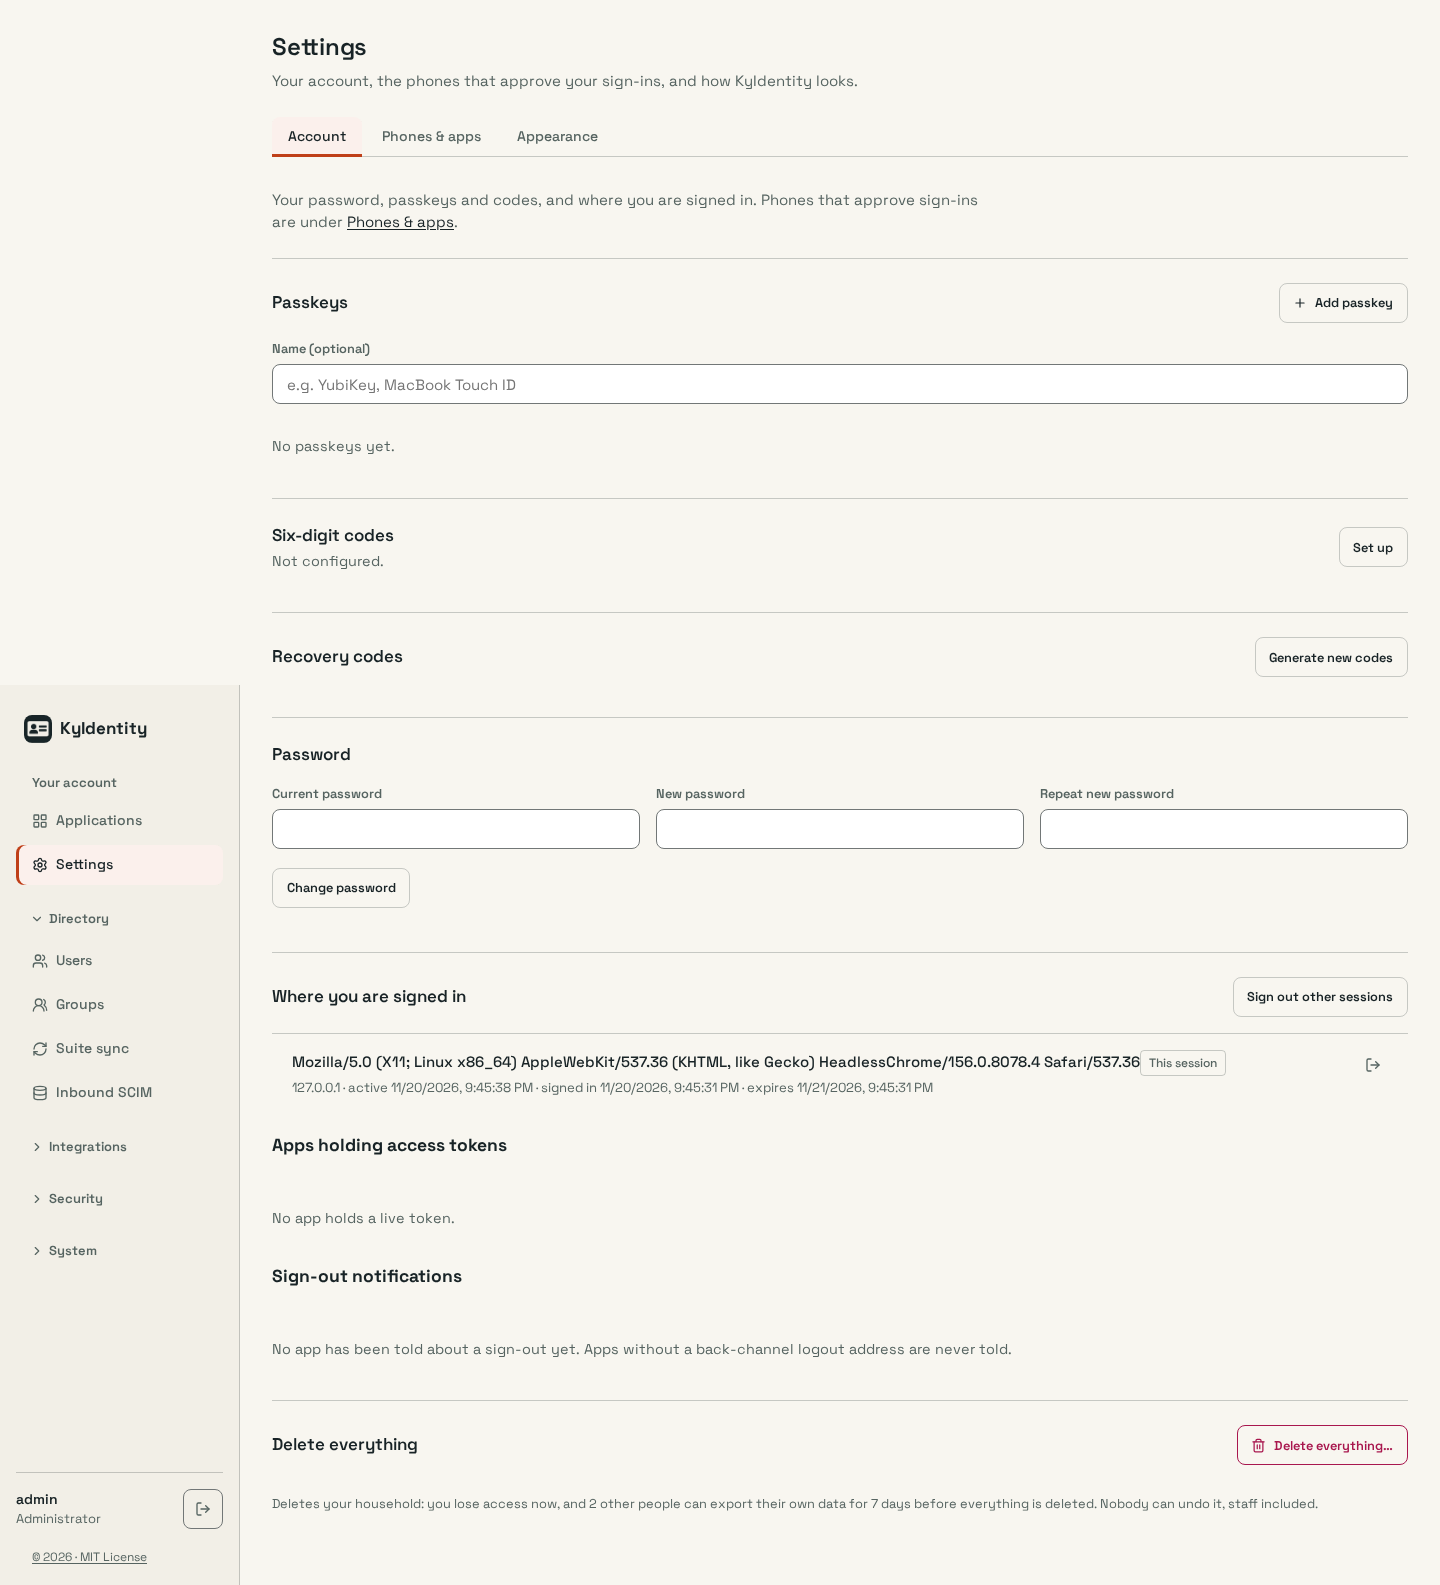 Settings
Your account, the phones that approve your sign-ins, and how KyIdentity looks.
Account
Phones & apps
Appearance
Your password, passkeys and codes, and where you are signed in. Phones that approve sign-ins
are under Phones & apps.
Passkeys
Add passkey
Name (optional)
e.g. YubiKey, MacBook Touch ID
No passkeys yet.
Six-digit codes
Not configured.
Set up
Recovery codes
Generate new codes
Password
Current password
New password
Repeat new password
Change password
Where you are signed in
Sign out other sessions
Mozilla/5.0 (X11; Linux x86_64) AppleWebKit/537.36 (KHTML, like Gecko) HeadlessChrome/156.0.8078.4 Safari/537.36
This session
127.0.0.1 · active 11/20/2026, 9:45:38 PM · signed in 11/20/2026, 9:45:31 PM · expires 11/21/2026, 9:45:31 PM
Apps holding access tokens
No app holds a live token.
Sign-out notifications
No app has been told about a sign-out yet. Apps without a back-channel logout address are never told.
Delete everything
Delete everything...
Deletes your household: you lose access now, and 2 other people can export their own data for 7 days before everything is deleted. Nobody can undo it, staff included.
KyIdentity
Your account
Applications
Settings
Directory
Users
Groups
Suite sync
Inbound SCIM
Integrations
Security
System
admin
Administrator
© 2026 · MIT License